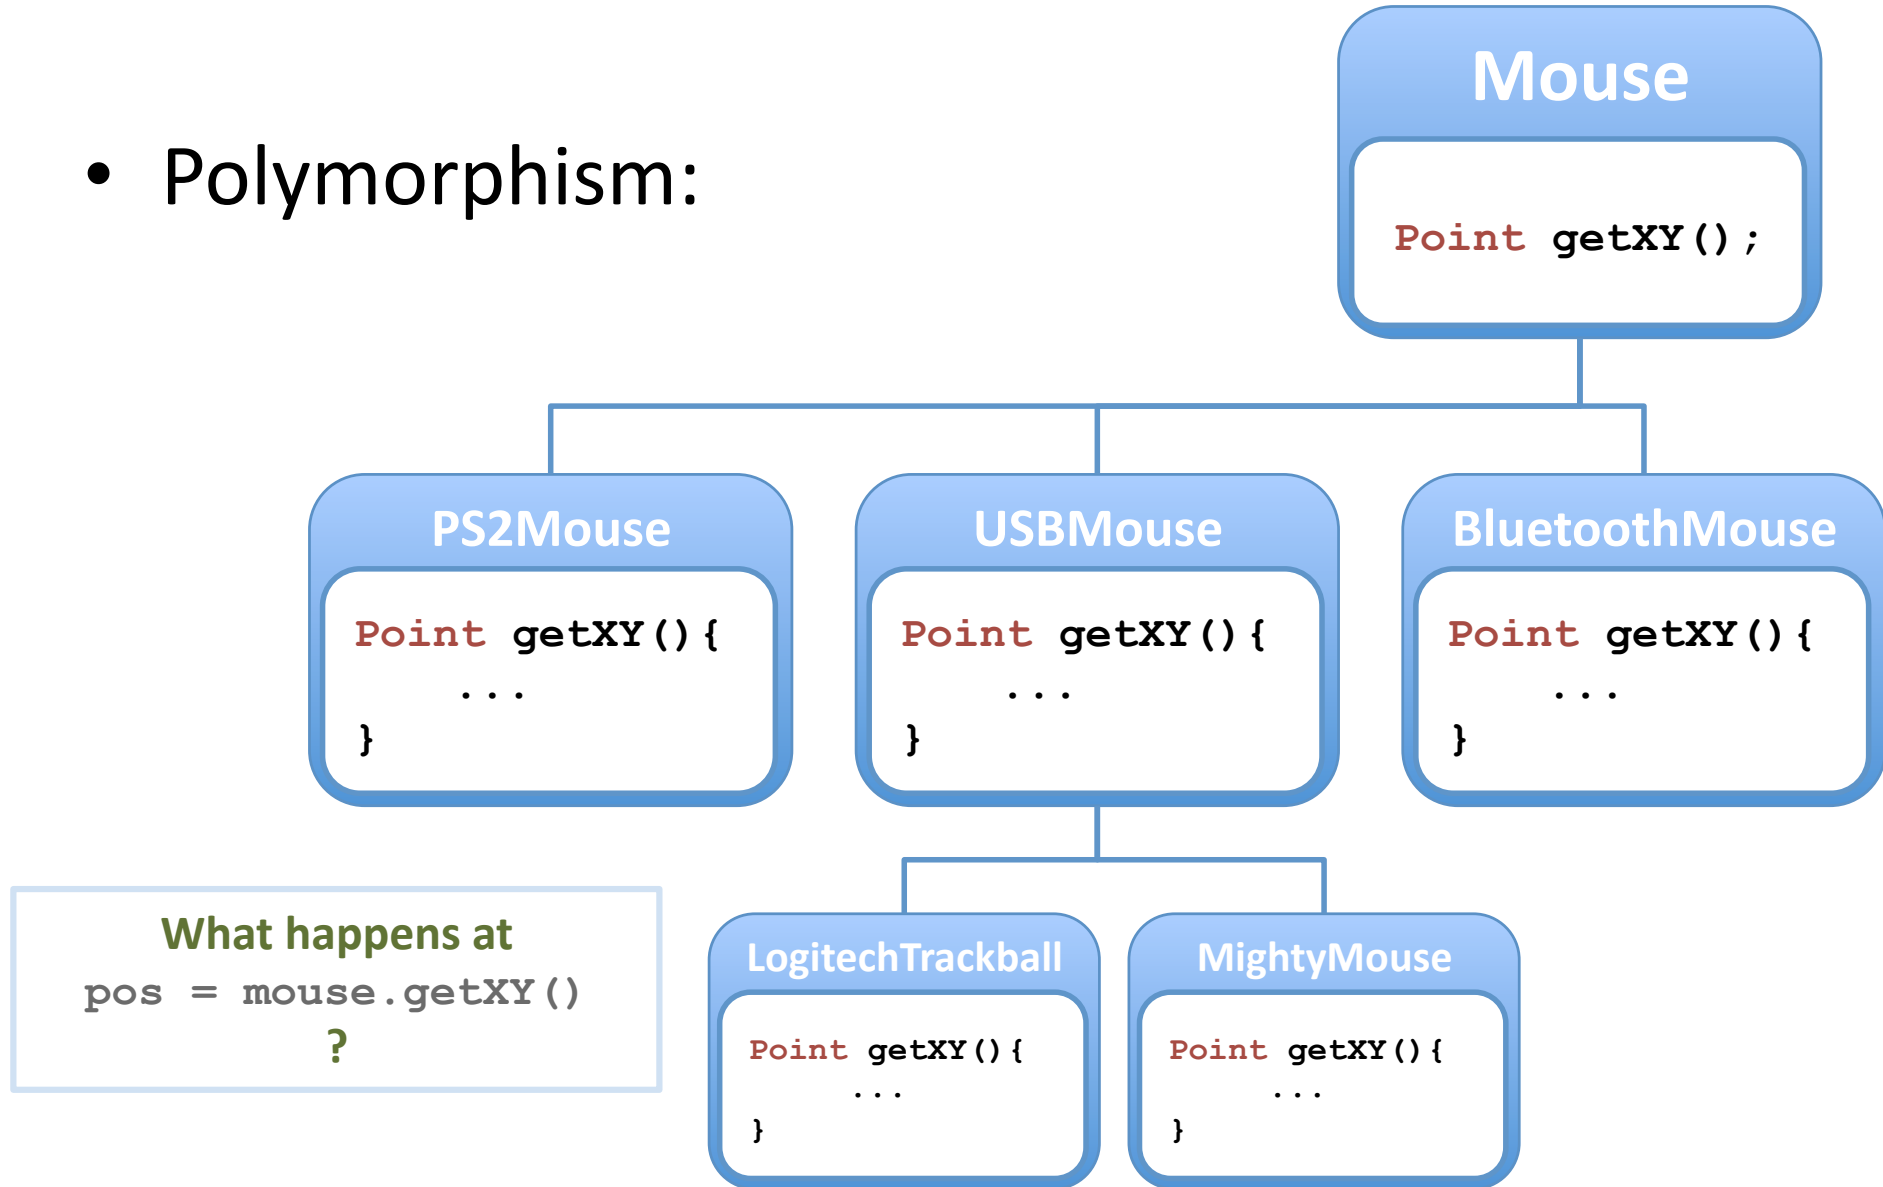 • Polymorphism:
Mouse
Point getXY();
PS2Mouse
Point getXY(){
...
}
USBMouse
Point getXY(){
...
}
BluetoothMouse
Point getXY(){
...
}
What happens at
pos = mouse.getXY()
?
LogitechTrackball
Point getXY(){
...
}
MightyMouse
Point getXY(){
...
}